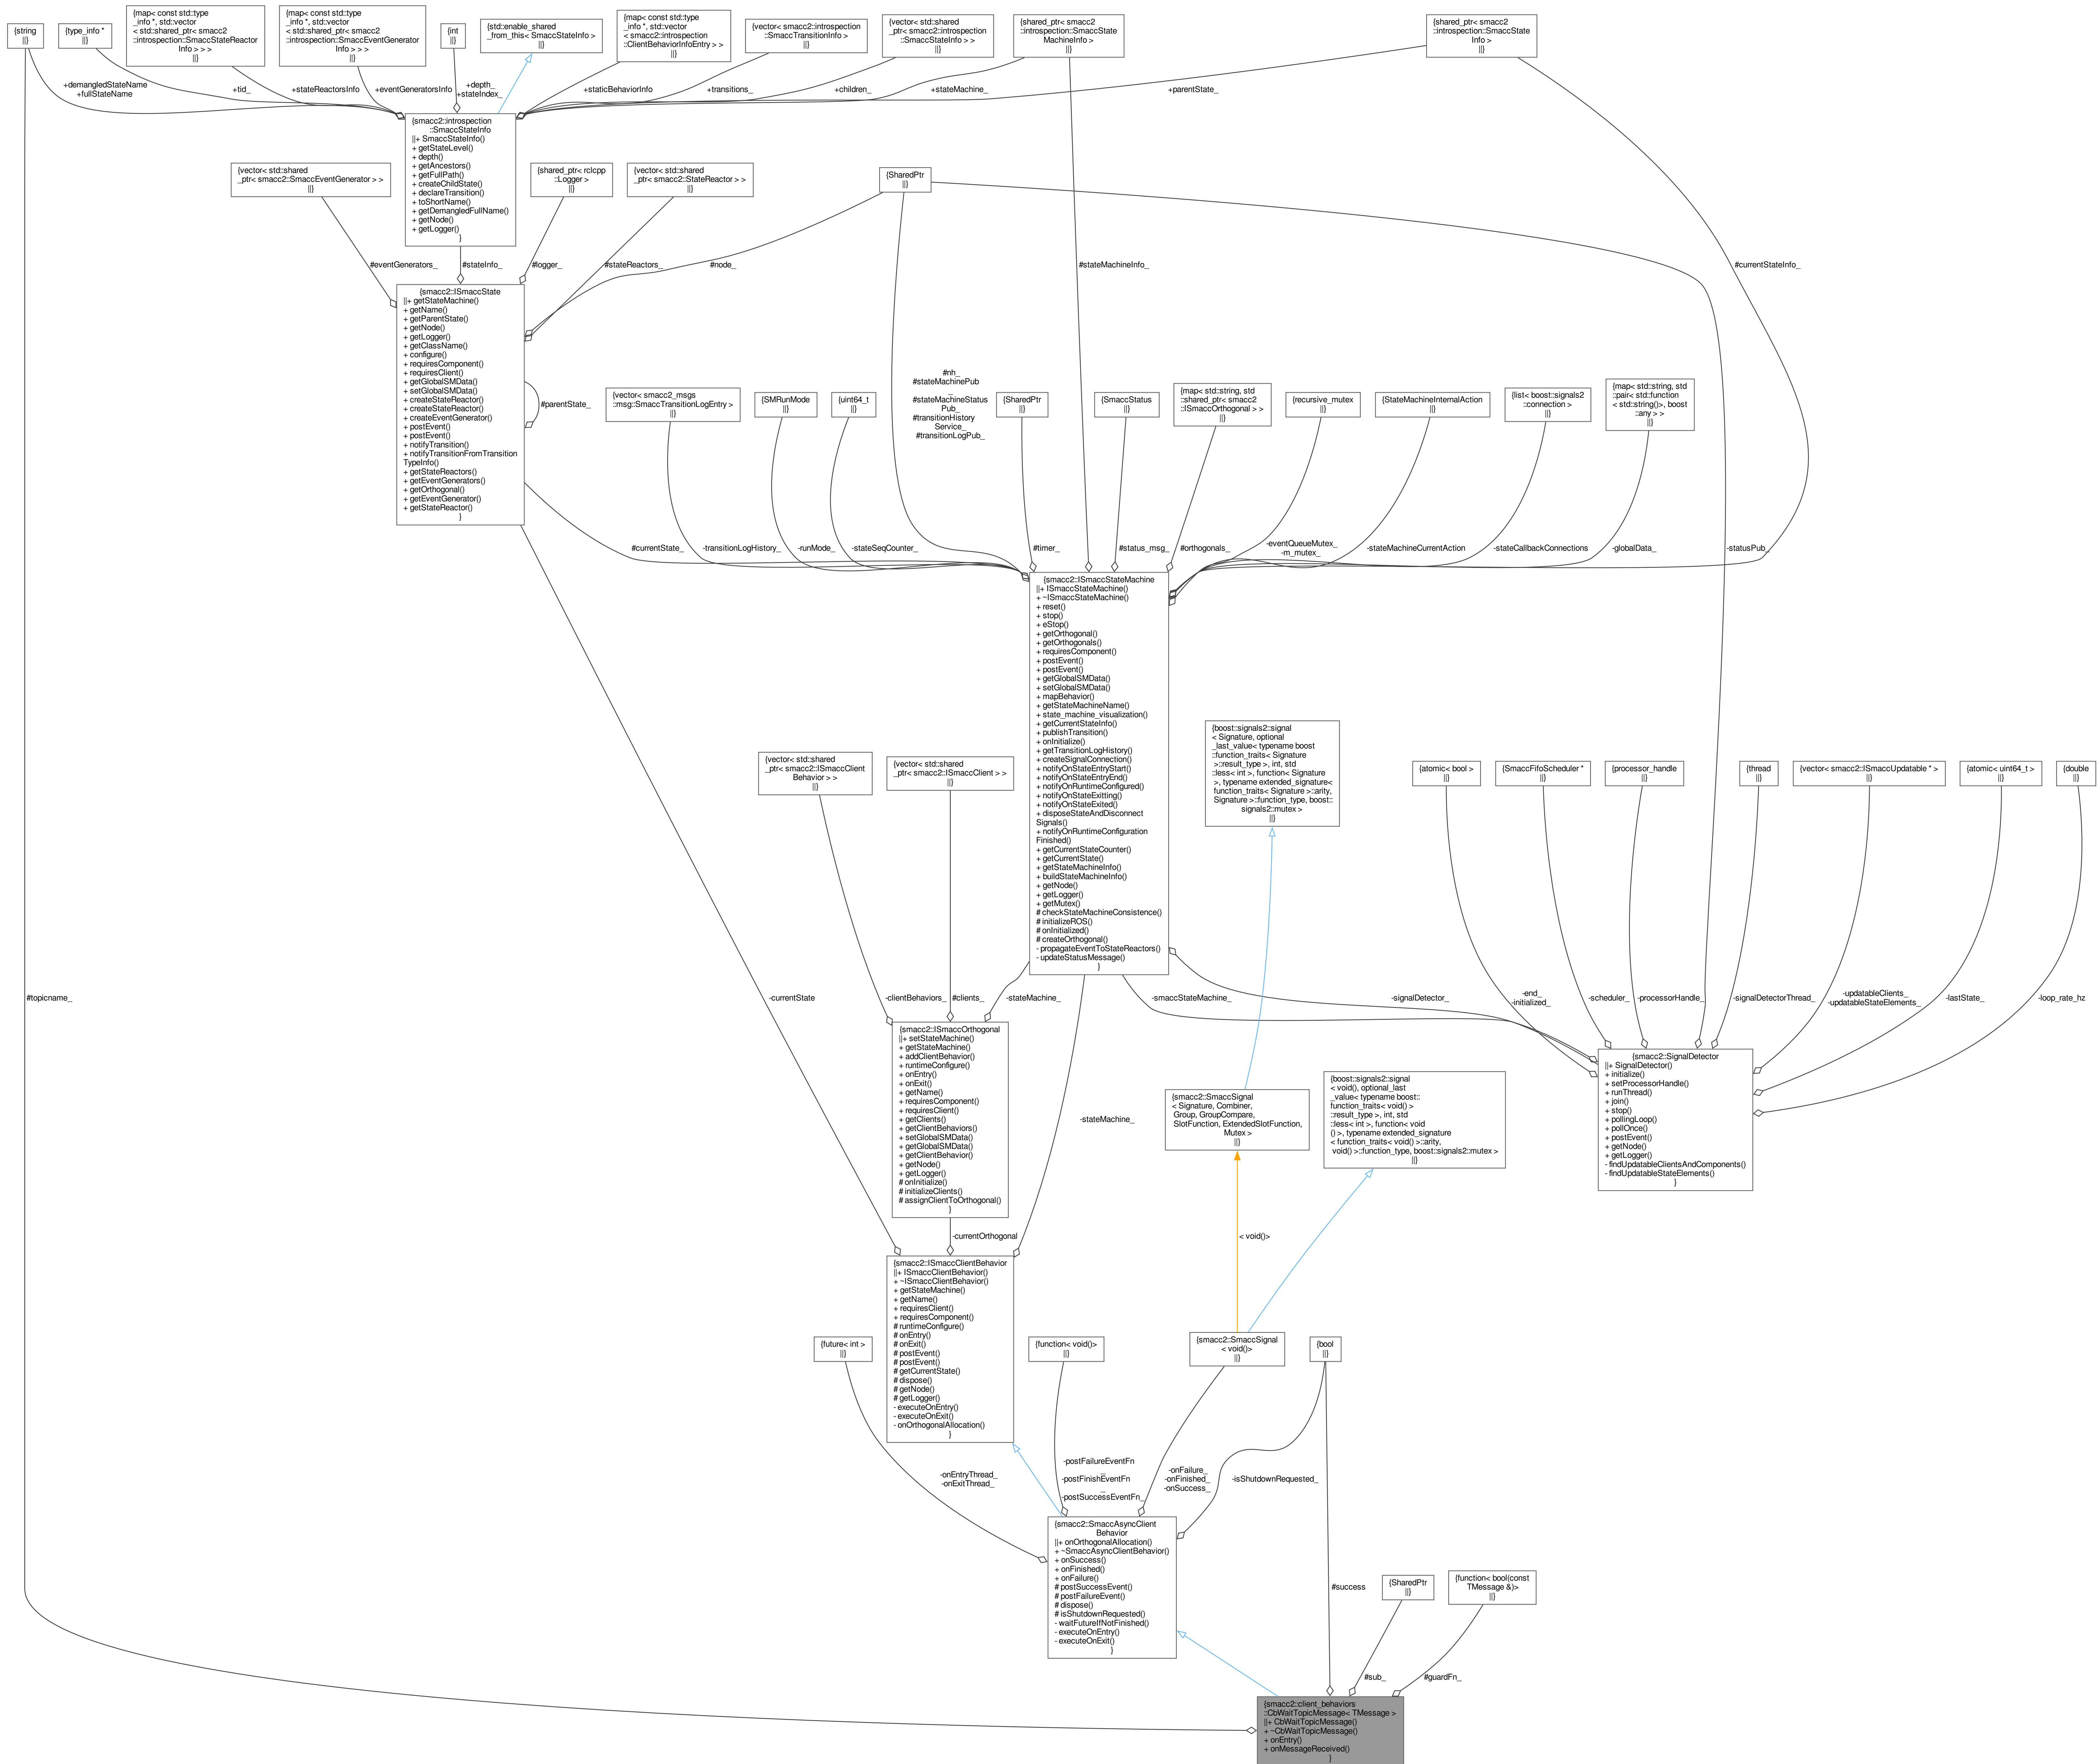 {string
||}
{type_info *
||}
{map< const std::type
_info *, std::vector
< std::shared_ptr< smacc2
::introspection::SmaccStateReactor
Info > > >
||}
{map< const std::type
_info *, std::vector
< std::shared_ptr< smacc2
::introspection::SmaccEventGenerator
Info > > >
||}
{int
||}
{std::enable_shared
_from_this< SmaccStateInfo >
||}
{map< const std::type
_info *, std::vector
< smacc2::introspection
::ClientBehaviorInfoEntry > >
||}
{vector< smacc2::introspection
::SmaccTransitionInfo >
||}
{vector< std::shared
_ptr< smacc2::introspection
::SmaccStateInfo > >
||}
{shared_ptr< smacc2
::introspection::SmaccState
MachineInfo >
||}
{shared_ptr< smacc2
::introspection::SmaccState
Info >
||}
+demangledStateName
+fullStateName
+tid_
+stateReactorsInfo
+eventGeneratorsInfo
+depth_
+stateIndex_
+staticBehaviorInfo
+transitions_
+children_
+stateMachine_
+parentState_
{smacc2::introspection
::SmaccStateInfo
||+ SmaccStateInfo()
+ getStateLevel()
+ depth()
+ getAncestors()
+ getFullPath()
+ createChildState()
+ declareTransition()
+ toShortName()
+ getDemangledFullName()
+ getNode()
+ getLogger()
}
{vector< std::shared
_ptr< smacc2::SmaccEventGenerator > >
||}
{shared_ptr< rclcpp
::Logger >
||}
{vector< std::shared
_ptr< smacc2::StateReactor > >
||}
{SharedPtr
||}
#eventGenerators_
#stateInfo_
#logger_
#stateReactors_
#node_
#stateMachineInfo_
#currentStateInfo_
{smacc2::ISmaccState
||+ getStateMachine()
+ getName()
+ getParentState()
+ getNode()
+ getLogger()
+ getClassName()
+ configure()
+ requiresComponent()
+ requiresClient()
+ getGlobalSMData()
+ setGlobalSMData()
+ createStateReactor()
+ createStateReactor()
+ createEventGenerator()
+ postEvent()
+ postEvent()
+ notifyTransition()
+ notifyTransitionFromTransition
TypeInfo()
+ getStateReactors()
+ getEventGenerators()
+ getOrthogonal()
+ getEventGenerator()
+ getStateReactor()
}
#parentState_
{vector< smacc2_msgs
::msg::SmaccTransitionLogEntry >
||}
{SMRunMode
||}
{uint64_t
||}
#nh_
#stateMachinePub
_
#stateMachineStatus
Pub_
#transitionHistory
Service_
#transitionLogPub_
{SharedPtr
||}
{SmaccStatus
||}
{map< std::string, std
::shared_ptr< smacc2
::ISmaccOrthogonal > >
||}
{recursive_mutex
||}
{StateMachineInternalAction
||}
{list< boost::signals2
::connection >
||}
{map< std::string, std
::pair< std::function
< std::string()>, boost
::any > >
||}
#currentState_
-transitionLogHistory_
-runMode_
-stateSeqCounter_
#timer_
#status_msg_
#orthogonals_
-eventQueueMutex_
-m_mutex_
-stateMachineCurrentAction
-stateCallbackConnections
-globalData_
-statusPub_
{smacc2::ISmaccStateMachine
||+ ISmaccStateMachine()
+ ~ISmaccStateMachine()
+ reset()
+ stop()
+ eStop()
+ getOrthogonal()
+ getOrthogonals()
+ requiresComponent()
+ postEvent()
+ postEvent()
+ getGlobalSMData()
+ setGlobalSMData()
+ mapBehavior()
+ getStateMachineName()
+ state_machine_visualization()
+ getCurrentStateInfo()
+ publishTransition()
+ onInitialize()
+ getTransitionLogHistory()
+ createSignalConnection()
+ notifyOnStateEntryStart()
+ notifyOnStateEntryEnd()
+ notifyOnRuntimeConfigured()
+ notifyOnStateExitting()
+ notifyOnStateExited()
+ disposeStateAndDisconnect
Signals()
+ notifyOnRuntimeConfiguration
Finished()
+ getCurrentStateCounter()
+ getCurrentState()
+ getStateMachineInfo()
+ buildStateMachineInfo()
+ getNode()
+ getLogger()
+ getMutex()
# checkStateMachineConsistence()
# initializeROS()
# onInitialized()
# createOrthogonal()
- propagateEventToStateReactors()
- updateStatusMessage()
}
{vector< std::shared
_ptr< smacc2::ISmaccClient
Behavior > >
||}
{vector< std::shared
_ptr< smacc2::ISmaccClient > >
||}
{boost::signals2::signal
< Signature, optional
_last_value< typename boost
::function_traits< Signature
>::result_type >, int, std
::less< int >, function< Signature
>, typename extended_signature<
function_traits< Signature >::arity,
Signature >::function_type, boost::
signals2::mutex >
||}
{atomic< bool >
||}
{SmaccFifoScheduler *
||}
{processor_handle
||}
{thread
||}
{vector< smacc2::ISmaccUpdatable * >
||}
{atomic< uint64_t >
||}
{double
||}
#topicname_
-currentState
-clientBehaviors_
#clients_
-stateMachine_
-smaccStateMachine_
-signalDetector_
-end_
-initialized_
-scheduler_
-processorHandle_
-signalDetectorThread_
-updatableClients_
-updatableStateElements_
-lastState_
-loop_rate_hz
{smacc2::ISmaccOrthogonal
||+ setStateMachine()
+ getStateMachine()
+ addClientBehavior()
+ runtimeConfigure()
+ onEntry()
+ onExit()
+ getName()
+ requiresComponent()
+ requiresClient()
+ getClients()
+ getClientBehaviors()
+ setGlobalSMData()
+ getGlobalSMData()
+ getClientBehavior()
+ getNode()
+ getLogger()
# onInitialize()
# initializeClients()
# assignClientToOrthogonal()
}
-stateMachine_
{smacc2::SmaccSignal
< Signature, Combiner,
Group, GroupCompare,
SlotFunction, ExtendedSlotFunction,
Mutex >
||}
{boost::signals2::signal
< void(), optional_last
_value< typename boost::
function_traits< void() >
::result_type >, int, std
::less< int >, function< void
() >, typename extended_signature
< function_traits< void() >::arity,
void() >::function_type, boost::signals2::mutex >
||}
{smacc2::SignalDetector
||+ SignalDetector()
+ initialize()
+ setProcessorHandle()
+ runThread()
+ join()
+ stop()
+ pollingLoop()
+ pollOnce()
+ postEvent()
+ getNode()
+ getLogger()
- findUpdatableClientsAndComponents()
- findUpdatableStateElements()
}
-currentOrthogonal
< void()>
{smacc2::ISmaccClientBehavior
||+ ISmaccClientBehavior()
+ ~ISmaccClientBehavior()
+ getStateMachine()
+ getName()
+ requiresClient()
+ requiresComponent()
# runtimeConfigure()
# onEntry()
# onExit()
# postEvent()
# postEvent()
# getCurrentState()
# dispose()
# getNode()
# getLogger()
- executeOnEntry()
- executeOnExit()
- onOrthogonalAllocation()
}
{future< int >
||}
{function< void()>
||}
{smacc2::SmaccSignal
< void()>
||}
{bool
||}
-onEntryThread_
-onExitThread_
-postFailureEventFn
_
-postFinishEventFn
_
-postSuccessEventFn_
-onFailure_
-onFinished_
-onSuccess_
-isShutdownRequested_
{smacc2::SmaccAsyncClient
Behavior
||+ onOrthogonalAllocation()
+ ~SmaccAsyncClientBehavior()
+ onSuccess()
+ onFinished()
+ onFailure()
# postSuccessEvent()
# postFailureEvent()
# dispose()
# isShutdownRequested()
- waitFutureIfNotFinished()
- executeOnEntry()
- executeOnExit()
}
#success
{SharedPtr
||}
{function< bool(const
TMessage &)>
||}
#sub_
#guardFn_
{smacc2::client_behaviors
::CbWaitTopicMessage< TMessage >
||+ CbWaitTopicMessage()
+ ~CbWaitTopicMessage()
+ onEntry()
+ onMessageReceived()
}